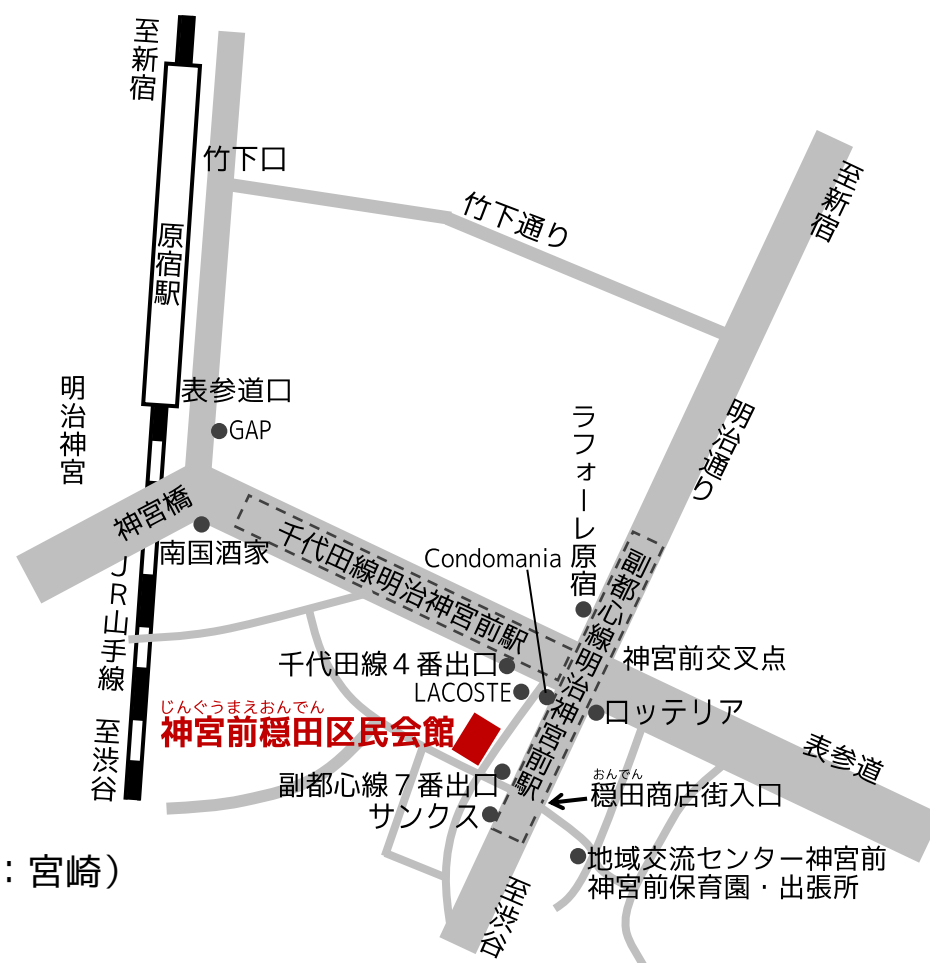 至新宿
竹下口
竹下通り
至新宿
原宿駅
表参道口
明治神宮
GAP
ラフォーレ原宿
明治通り
神宮橋
南国酒家
千代田線明治神宮前駅
Condomania
副都心線明治神宮前駅
JR山手線
至渋谷
神宮前交叉点
千代田線4番出口
LACOSTE
ロッテリア
じんぐうまえおんでん
神宮前穏田区民会館
表参道
副都心線7番出口
サンクス
おんでん
穏田商店街入口
地域交流センター神宮前
神宮前保育園・出張所
：宮崎）
至渋谷